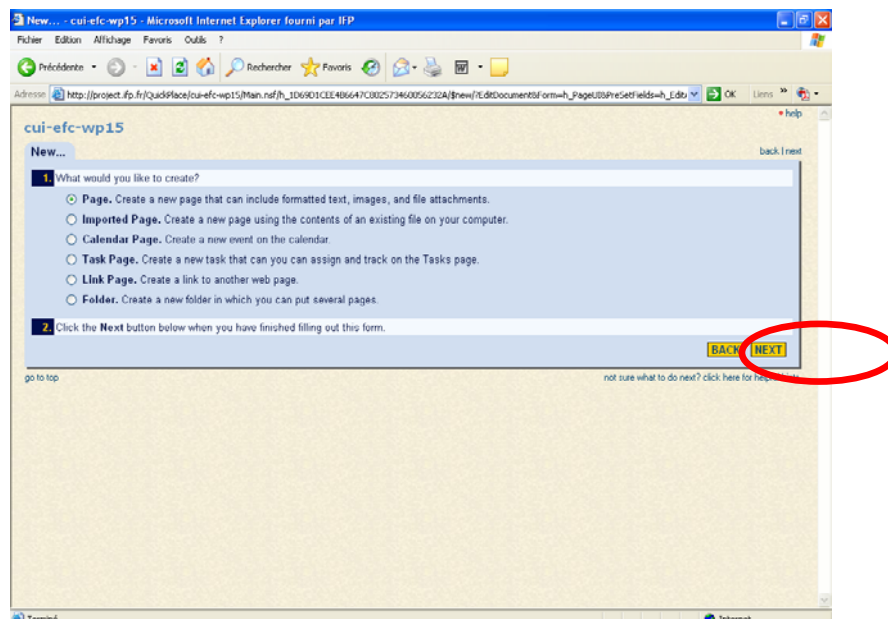 New... - cui-efc-wp15 - Microsoft Internet Explorer fourni par IFP
Fichier Edition Affichage Favoris Outils ?
Précédente Rechercher Favoris
Adresse http://project.ifp.fr/QuickPlace/cui-efc-wp15/Main.nsf/h_1D69D1CEE4B6647C802573460056232A/$new/?EditDocument&Form=h_PageUI&PreSetFields=h_Edit OK Liens »
help
cui-efc-wp15
New... back | next
1. What would you like to create?
Page. Create a new page that can include formatted text, images, and file attachments.
Imported Page. Create a new page using the contents of an existing file on your computer.
Calendar Page. Create a new event on the calendar.
Task Page. Create a new task that can you can assign and track on the Tasks page.
Link Page. Create a link to another web page.
Folder. Create a new folder in which you can put several pages.
2. Click the Next button below when you have finished filling out this form.
BACK NEXT
go to top not sure what to do next? click here for
Terminé Internet